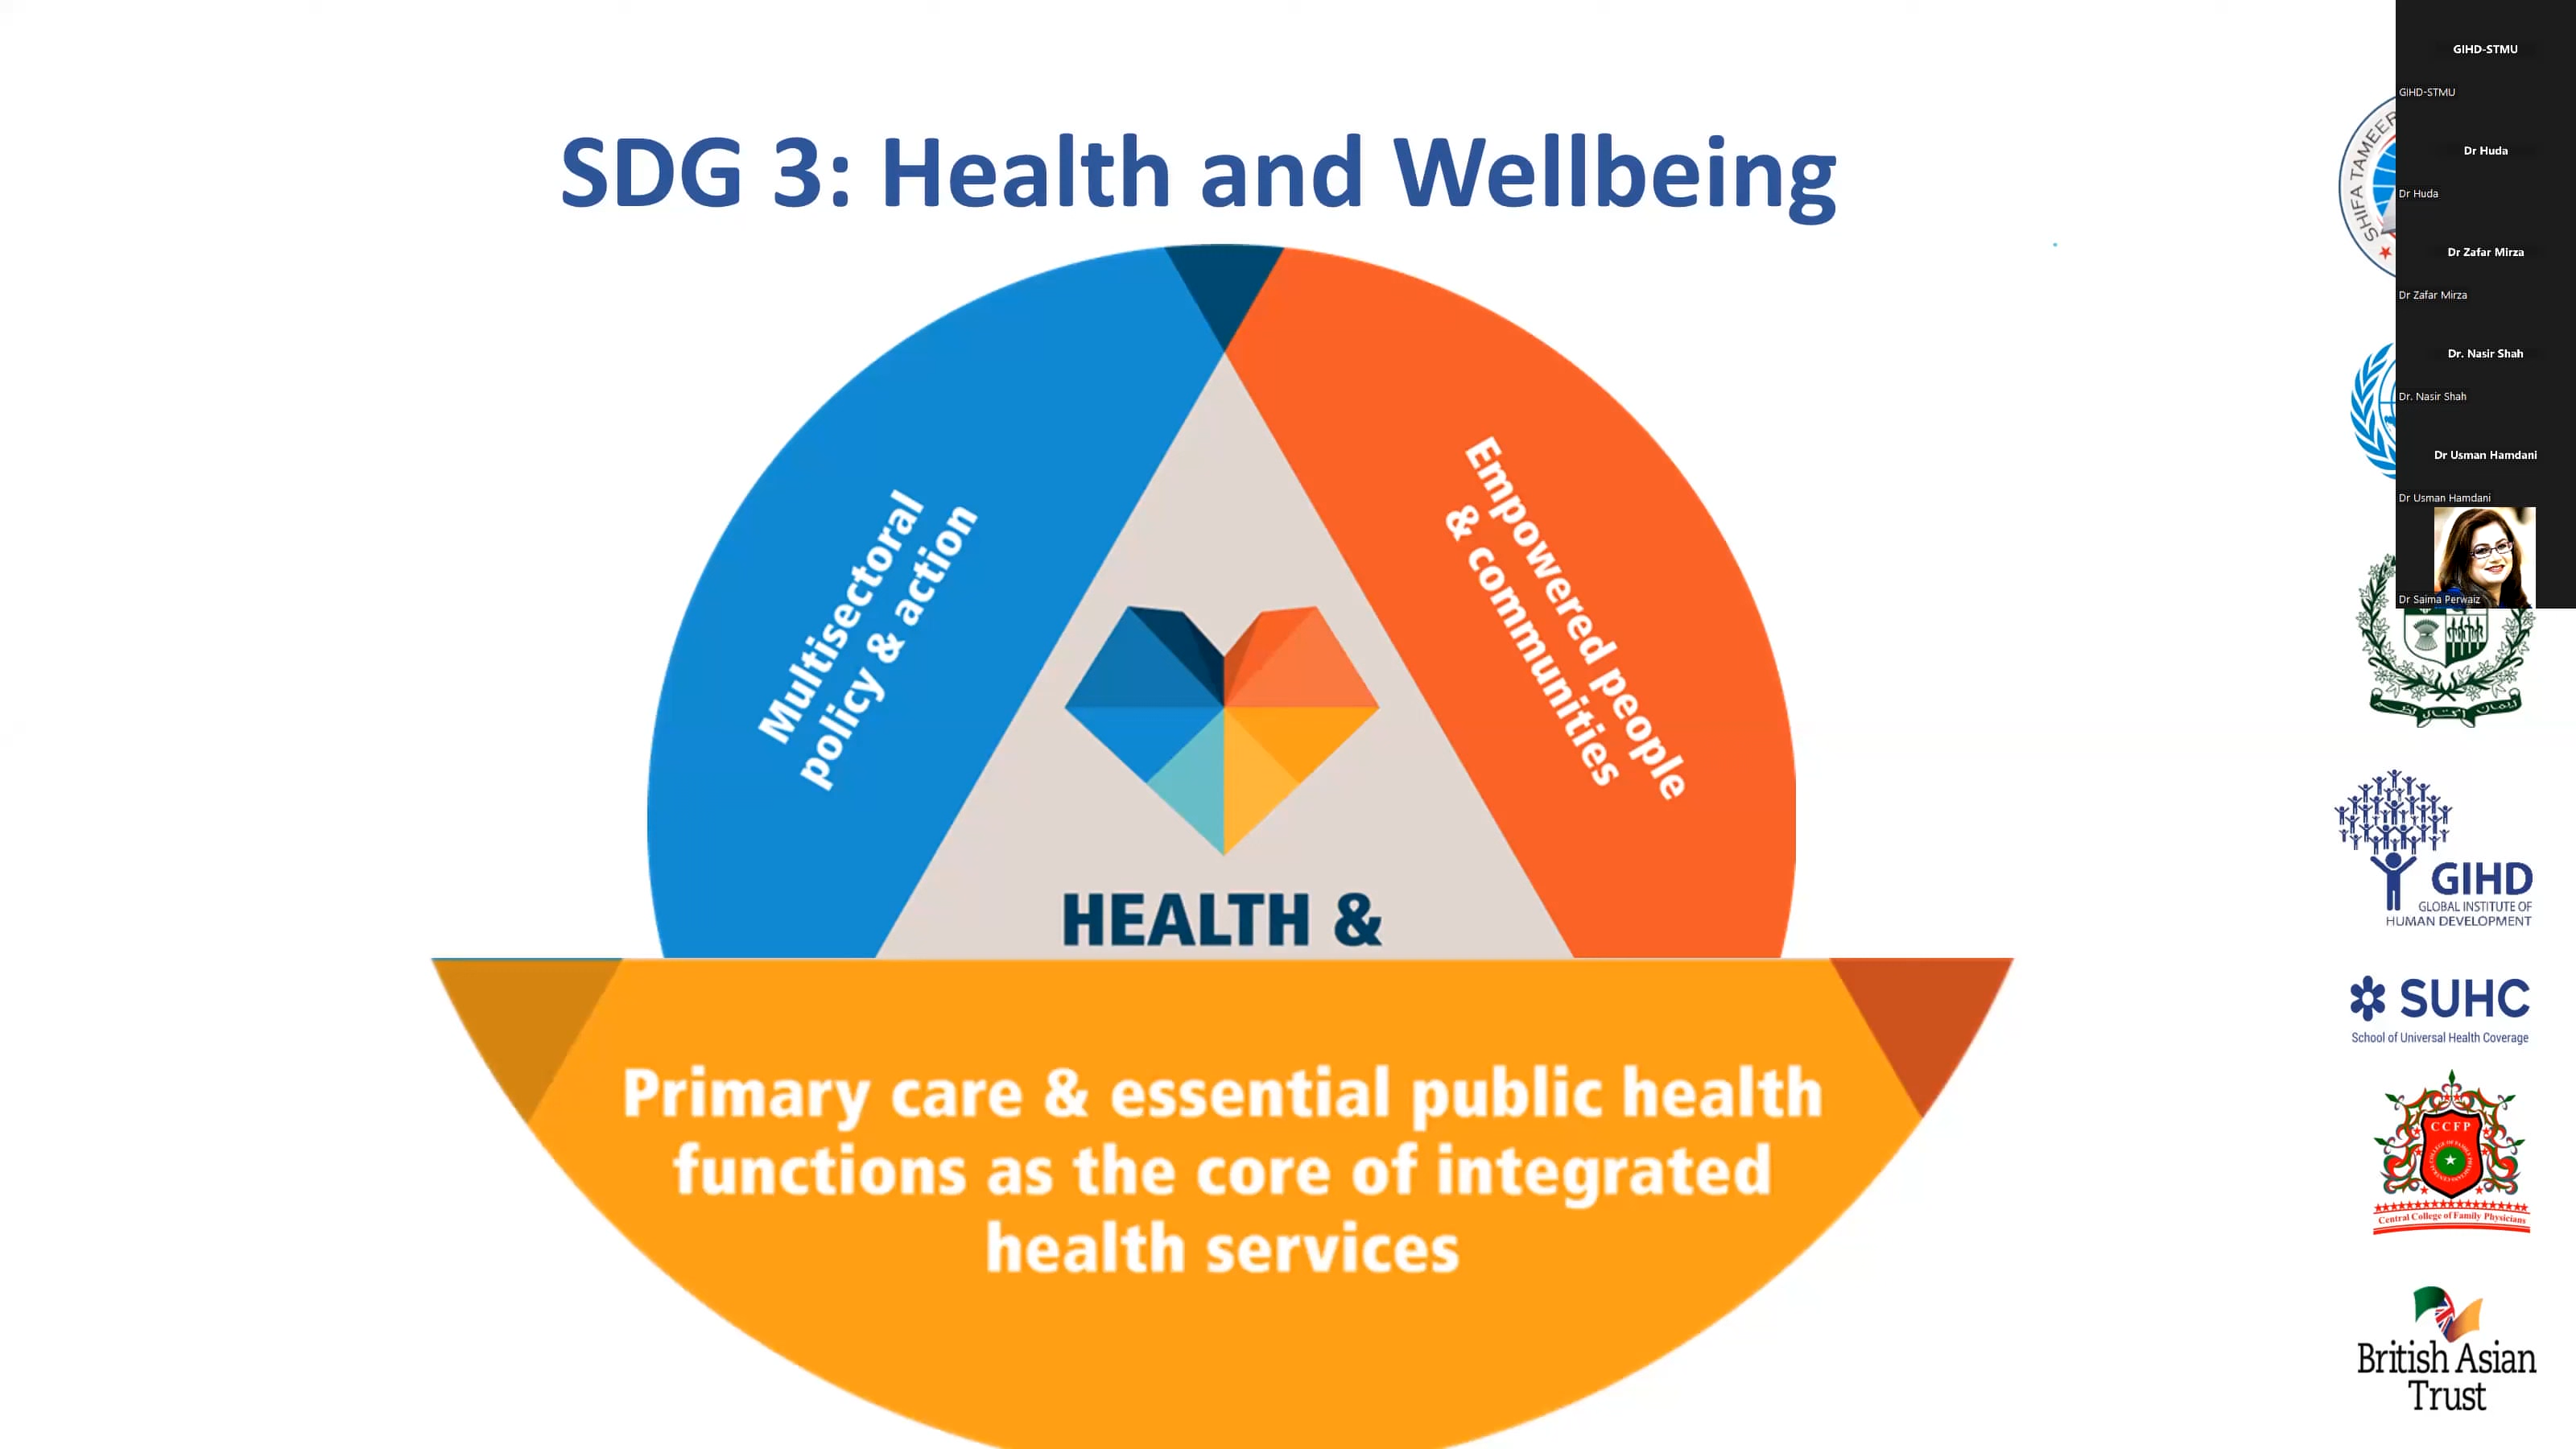 SDG 3: Health and Wellbeing
Multisectoral
policy & action
Empowered people
& communities
HEALTH &
Primary care & essential public health
functions as the core of integrated
health services
GIHD-STMU
GIHD-STMU
Dr Huda
Dr Huda
Dr Zafar Mirza
Dr Zafar Mirza
Dr. Nasir Shah
Dr. Nasir Shah
Dr Usman Hamdani
Dr Usman Hamdani
Dr Saima Perwaiz
SHIFA TAMEER
GIHD
GLOBAL INSTITUTE OF
HUMAN DEVELOPMENT
SUHC
School of Universal Health Coverage
CCFP
Central College of Family Physicians
British Asian
Trust